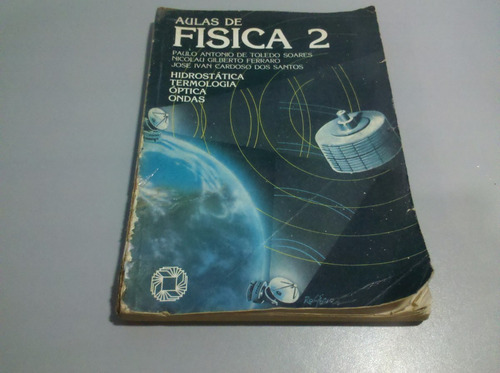 AULAS DE
FISICA 2
PAULO ANTONIO DE TOLEDO SOARES
NICOLAU GILBERTO FERRARO
JOSÉ IVAN CARDOSO DOS SANTOS
HIDROSTÁTICA
TERMOLOGIA
ÓPTICA
ONDAS